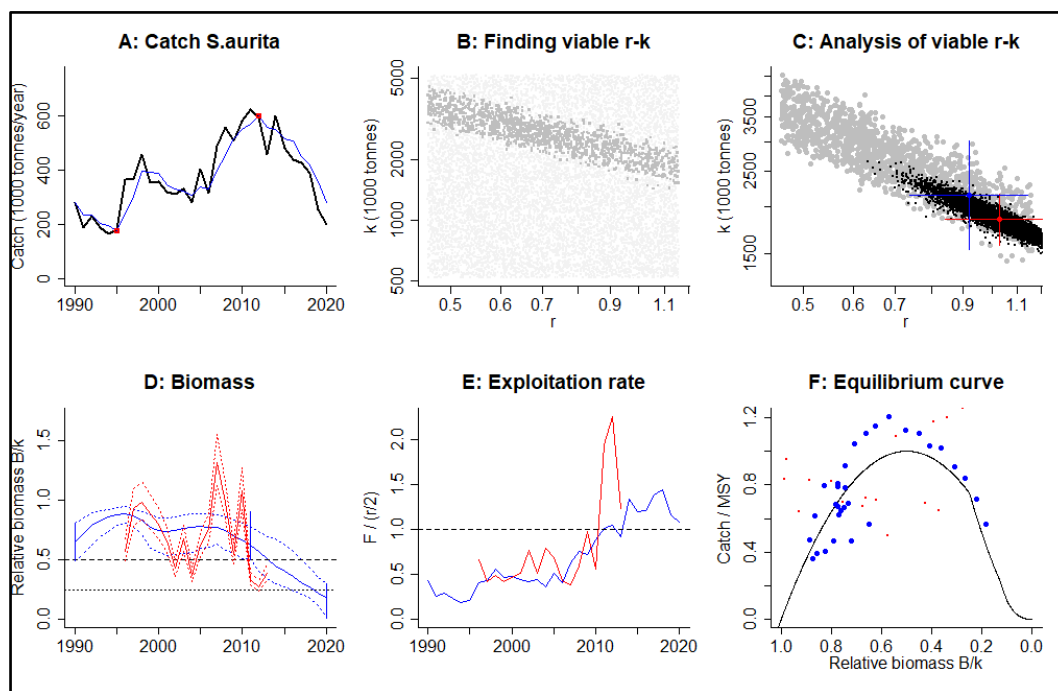 A: Catch S.aurita
Catch (1000 tonnes/year)
0 200 400 600
1990 2000 2010 2020
B: Finding viable r-k
k (1000 tonnes)
500 1000 2000 5000
0.5 0.6 0.7 0.9 1.1
r
C: Analysis of viable r-k
k (1000 tonnes)
1500 2500 3500
0.5 0.6 0.7 0.9 1.1
r
D: Biomass
Relative biomass B/k
0.0 0.5 1.0 1.5
1990 2000 2010 2020
E: Exploitation rate
F / (r/2)
0.0 0.5 1.0 1.5 2.0
1990 2000 2010 2020
F: Equilibrium curve
Catch / MSY
0.0 0.4 0.8 1.2
1.0 0.8 0.6 0.4 0.2 0.0
Relative biomass B/k